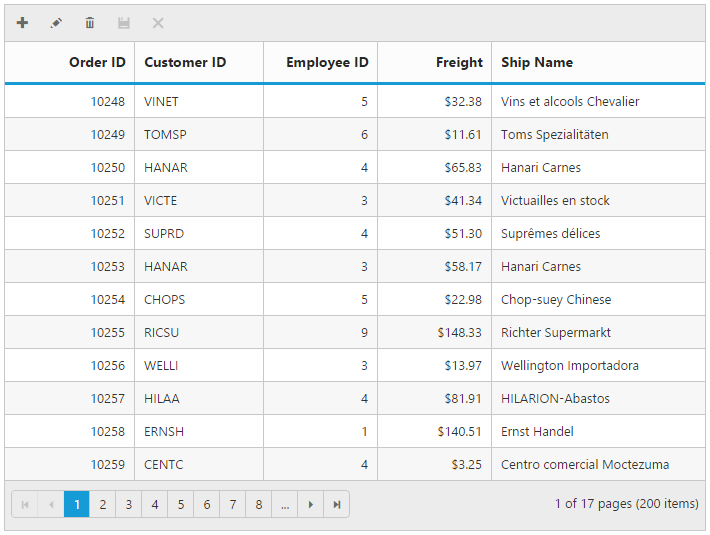 Order ID Customer ID Employee ID Freight Ship Name
10248 VINET 5 $32.38 Vins et alcools Chevalier
10249 TOMSP 6 $11.61 Toms Spezialitäten
10250 HANAR 4 $65.83 Hanari Carnes
10251 VICTE 3 $41.34 Victuailles en stock
10252 SUPRD 4 $51.30 Suprêmes délices
10253 HANAR 3 $58.17 Hanari Carnes
10254 CHOPS 5 $22.98 Chop-suey Chinese
10255 RICSU 9 $148.33 Richter Supermarkt
10256 WELLI 3 $13.97 Wellington Importadora
10257 HILAA 4 $81.91 HILARION-Abastos
10258 ERNSH 1 $140.51 Ernst Handel
10259 CENTC 4 $3.25 Centro comercial Moctezuma
1 2 3 4 5 6 7 8 ... 1 of 17 pages (200 items)